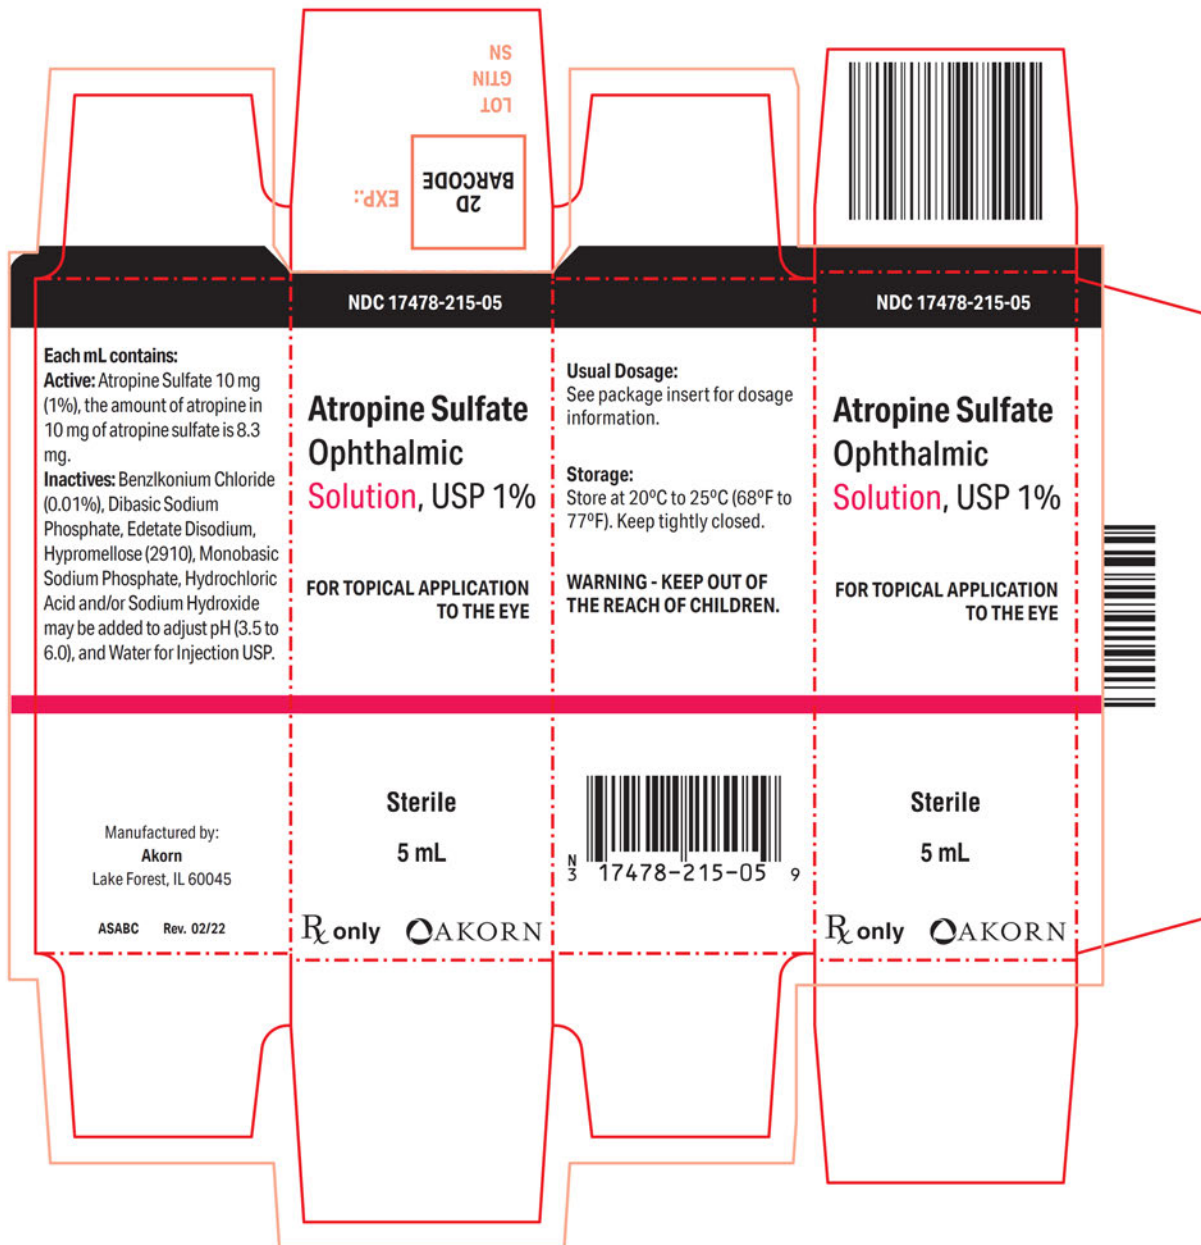 SN
GTIN
LOT
2D
BARCODE
EXP.:
NDC 17478-215-05
NDC 17478-215-05
Each mL contains:
Active: Atropine Sulfate 10 mg
(1%), the amount of atropine in
10 mg of atropine sulfate is 8.3
mg.
Inactives: Benzlkonium Chloride
(0.01%), Dibasic Sodium
Phosphate, Edetate Disodium,
Hypromellose (2910), Monobasic
Sodium Phosphate, Hydrochloric
Acid and/or Sodium Hydroxide
may be added to adjust pH (3.5 to
6.0), and Water for Injection USP.
Manufactured by:
Akorn
Lake Forest, IL 60045
ASABC Rev. 02/22
Atropine Sulfate
Ophthalmic
Solution, USP 1%
FOR TOPICAL APPLICATION
TO THE EYE
Sterile
5 mL
Rx only AKORN
Usual Dosage:
See package insert for dosage
information.
Storage:
Store at 20ºC to 25ºC (68ºF to
77ºF). Keep tightly closed.
WARNING - KEEP OUT OF
THE REACH OF CHILDREN.
N
3 17478-215-05 9
Atropine Sulfate
Ophthalmic
Solution, USP 1%
FOR TOPICAL APPLICATION
TO THE EYE
Sterile
5 mL
Rx only AKORN